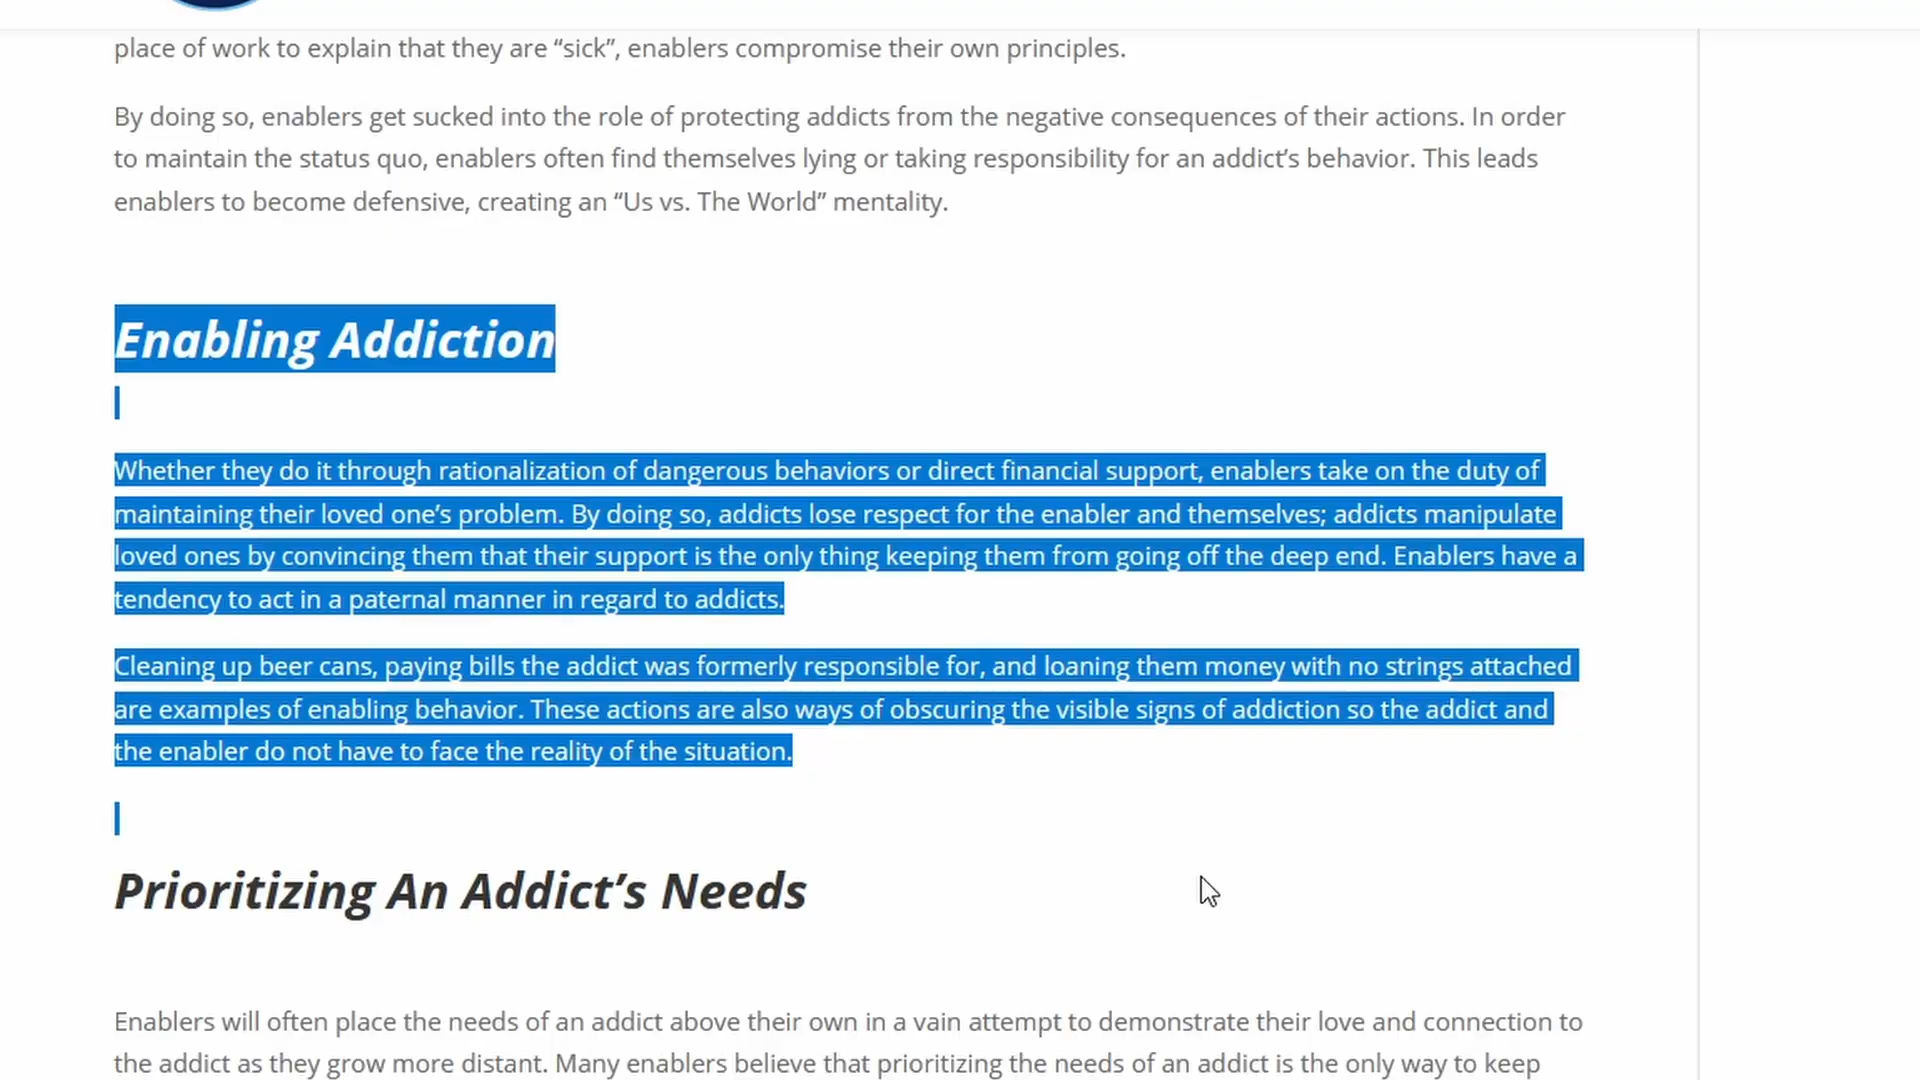 place of work to explain that they are “sick”, enablers compromise their own principles.
By doing so, enablers get sucked into the role of protecting addicts from the negative consequences of their actions. In order
to maintain the status quo, enablers often find themselves lying or taking responsibility for an addict’s behavior. This leads
enablers to become defensive, creating an “Us vs. The World” mentality.
Enabling Addiction
Whether they do it through rationalization of dangerous behaviors or direct financial support, enablers take on the duty of
maintaining their loved one’s problem. By doing so, addicts lose respect for the enabler and themselves; addicts manipulate
loved ones by convincing them that their support is the only thing keeping them from going off the deep end. Enablers have a
tendency to act in a paternal manner in regard to addicts.
Cleaning up beer cans, paying bills the addict was formerly responsible for, and loaning them money with no strings attached
are examples of enabling behavior. These actions are also ways of obscuring the visible signs of addiction so the addict and
the enabler do not have to face the reality of the situation.
Prioritizing An Addict’s Needs
Enablers will often place the needs of an addict above their own in a vain attempt to demonstrate their love and connection to
the addict as they grow more distant. Many enablers believe that prioritizing the needs of an addict is the only way to keep